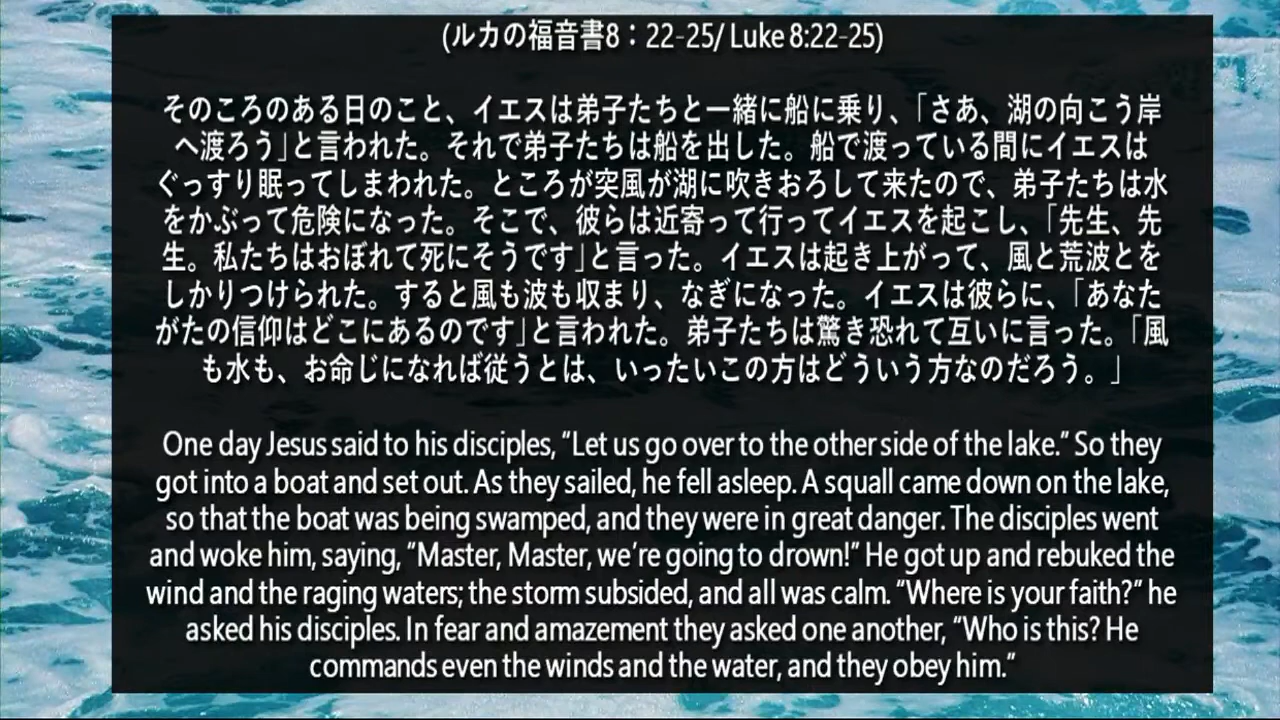 (ルカの福音書8：22-25/ Luke 8:22-25)
そのころのある日のこと、イエスは弟子たちと一緒に船に乗り、「さあ、湖の向こう岸
へ渡ろう」と言われた。それで弟子たちは船を出した。船で渡っている間にイエスは
ぐっすり眠ってしまわれた。ところが突風が湖に吹きおろして来たので、弟子たちは水
をかぶって危険になった。そこで、彼らは近寄って行ってイエスを起こし、「先生、先
生。私たちはおぼれて死にそうです」と言った。イエスは起き上がって、風と荒波とを
しかりつけられた。すると風も波も収まり、なぎになった。イエスは彼らに、「あなた
がたの信仰はどこにあるのです」と言われた。弟子たちは驚き恐れて互いに言った。「風
も水も、お命じになれば従うとは、いったいこの方はどういう方なのだろう。」
One day Jesus said to his disciples, “Let us go over to the other side of the lake.” So they
got into a boat and set out. As they sailed, he fell asleep. A squall came down on the lake,
so that the boat was being swamped, and they were in great danger. The disciples went
and woke him, saying, “Master, Master, we’re going to drown!” He got up and rebuked the
wind and the raging waters; the storm subsided, and all was calm. “Where is your faith?” he
asked his disciples. In fear and amazement they asked one another, “Who is this? He
commands even the winds and the water, and they obey him.”